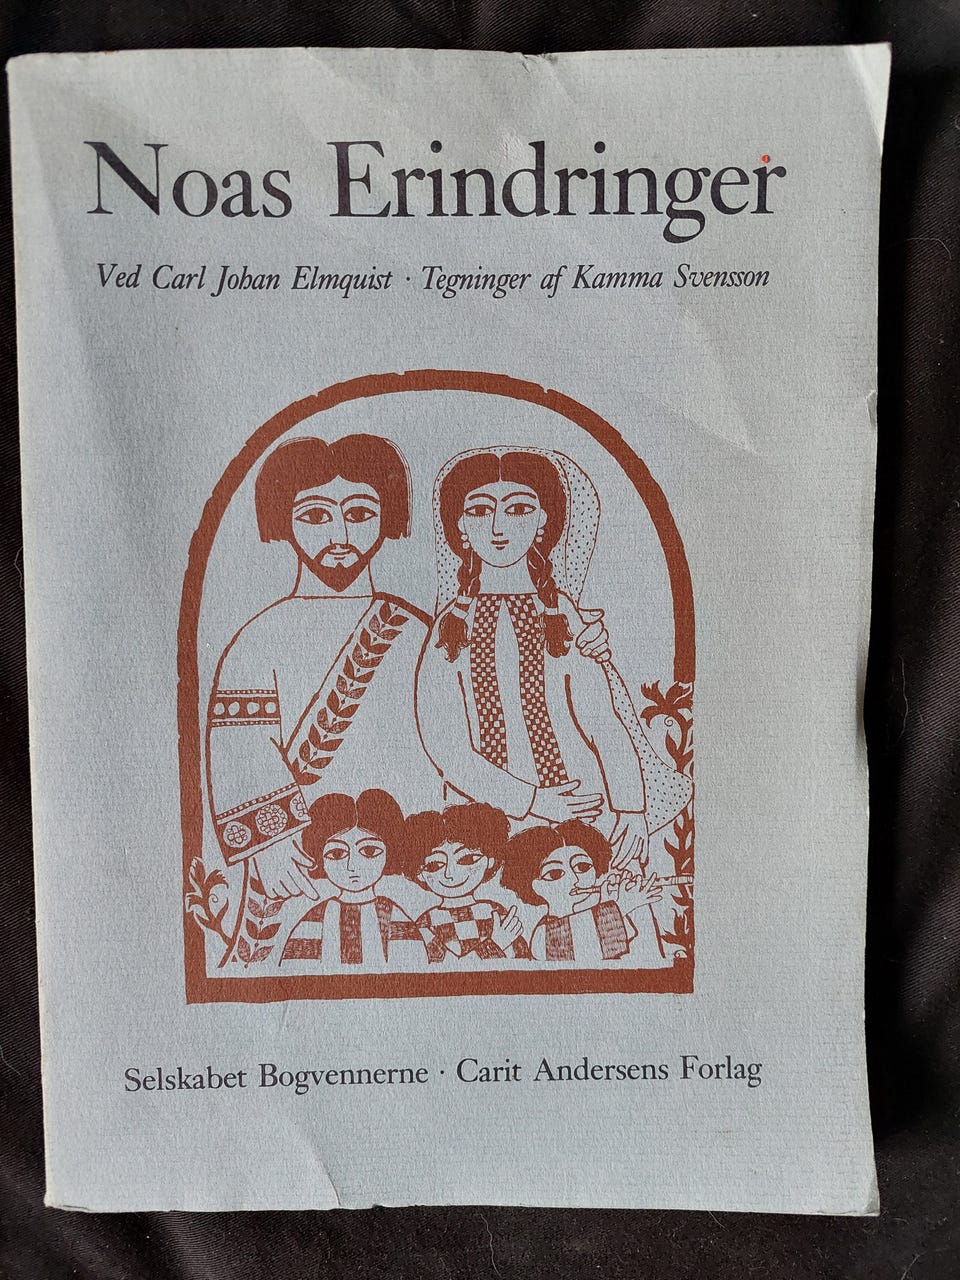 Noas Erindringer
Ved Carl Johan Elmquist · Tegninger af Kamma Svensson
Selskabet Bogvennerne · Carit Andersens Forlag